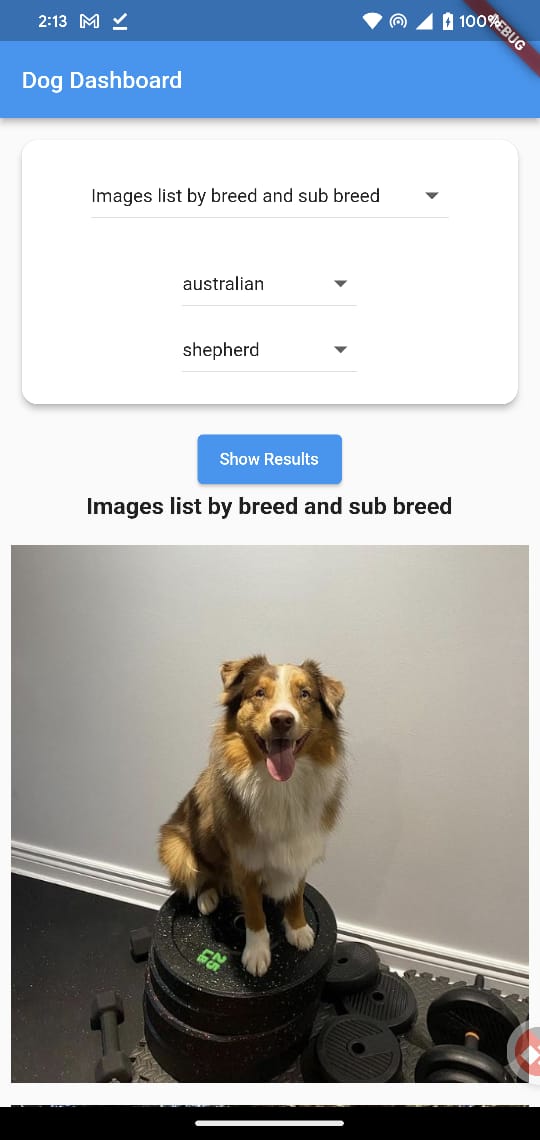 2:13
100%
DEBUG
Dog Dashboard
Images list by breed and sub breed
australian
shepherd
Show Results
Images list by breed and sub breed
25